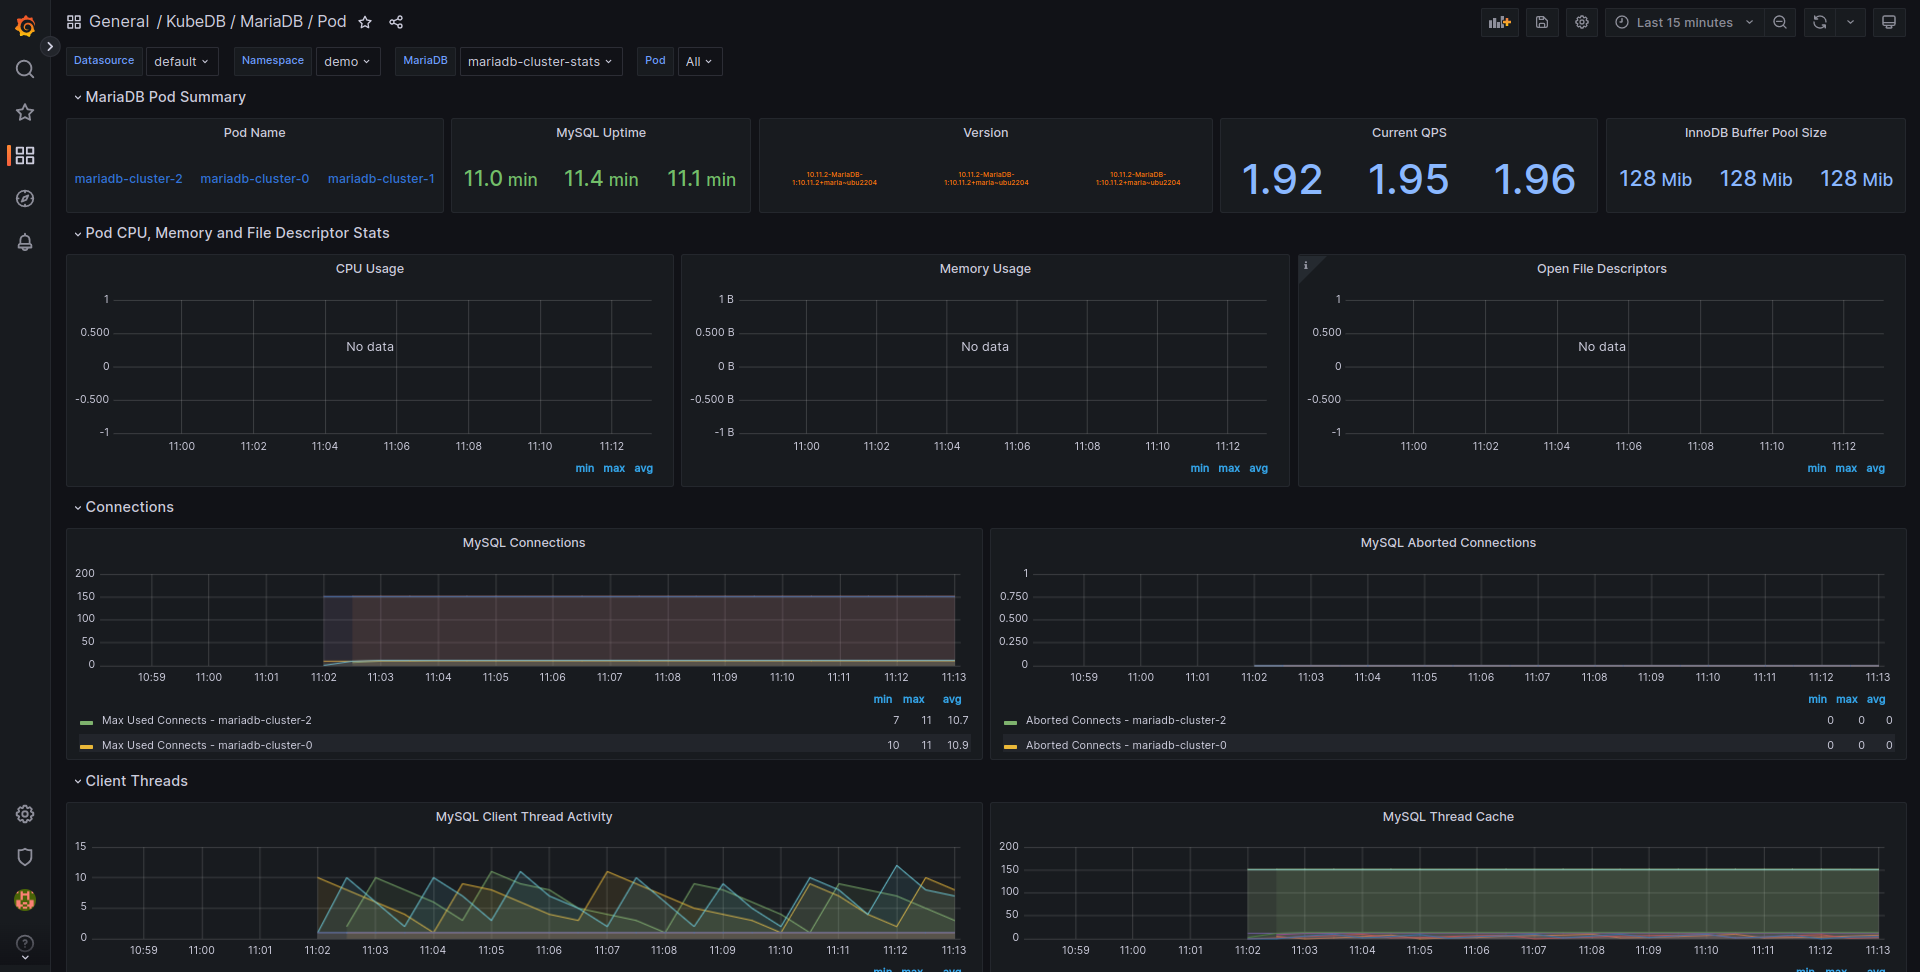 General / KubeDB / MariaDB / Pod
Last 15 minutes
Datasource default Namespace demo MariaDB mariadb-cluster-stats Pod All
MariaDB Pod Summary
Pod Name
mariadb-cluster-2 mariadb-cluster-0 mariadb-cluster-1
MySQL Uptime
11.0 min 11.4 min 11.1 min
Version
10.11.2-MariaDB-1:10.11.2+maria~ubu2204 10.11.2-MariaDB-1:10.11.2+maria~ubu2204 10.11.2-MariaDB-1:10.11.2+maria~ubu2204
Current QPS
1.92 1.95 1.96
InnoDB Buffer Pool Size
128 Mib 128 Mib 128 Mib
Pod CPU, Memory and File Descriptor Stats
CPU Usage
1
0.500
No data
0
-0.500
-1
11:00 11:02 11:04 11:06 11:08 11:10 11:12
min max avg
Memory Usage
1 B
0.500 B
No data
0 B
-0.500 B
-1 B
11:00 11:02 11:04 11:06 11:08 11:10 11:12
min max avg
i
Open File Descriptors
1
0.500
No data
0
-0.500
-1
11:00 11:02 11:04 11:06 11:08 11:10 11:12
min max avg
Connections
MySQL Connections
200
150
100
50
0
10:59 11:00 11:01 11:02 11:03 11:04 11:05 11:06 11:07 11:08 11:09 11:10 11:11 11:12 11:13
min max avg
Max Used Connects - mariadb-cluster-2 7 11 10.7
Max Used Connects - mariadb-cluster-0 10 11 10.9
MySQL Aborted Connections
1
0.750
0.500
0.250
0
10:59 11:00 11:01 11:02 11:03 11:04 11:05 11:06 11:07 11:08 11:09 11:10 11:11 11:12 11:13
min max avg
Aborted Connects - mariadb-cluster-2 0 0 0
Aborted Connects - mariadb-cluster-0 0 0 0
Client Threads
MySQL Client Thread Activity
15
10
5
0
10:59 11:00 11:01 11:02 11:03 11:04 11:05 11:06 11:07 11:08 11:09 11:10 11:11 11:12 11:13
min max avg
MySQL Thread Cache
200
150
100
50
0
10:59 11:00 11:01 11:02 11:03 11:04 11:05 11:06 11:07 11:08 11:09 11:10 11:11 11:12 11:13
min max avg